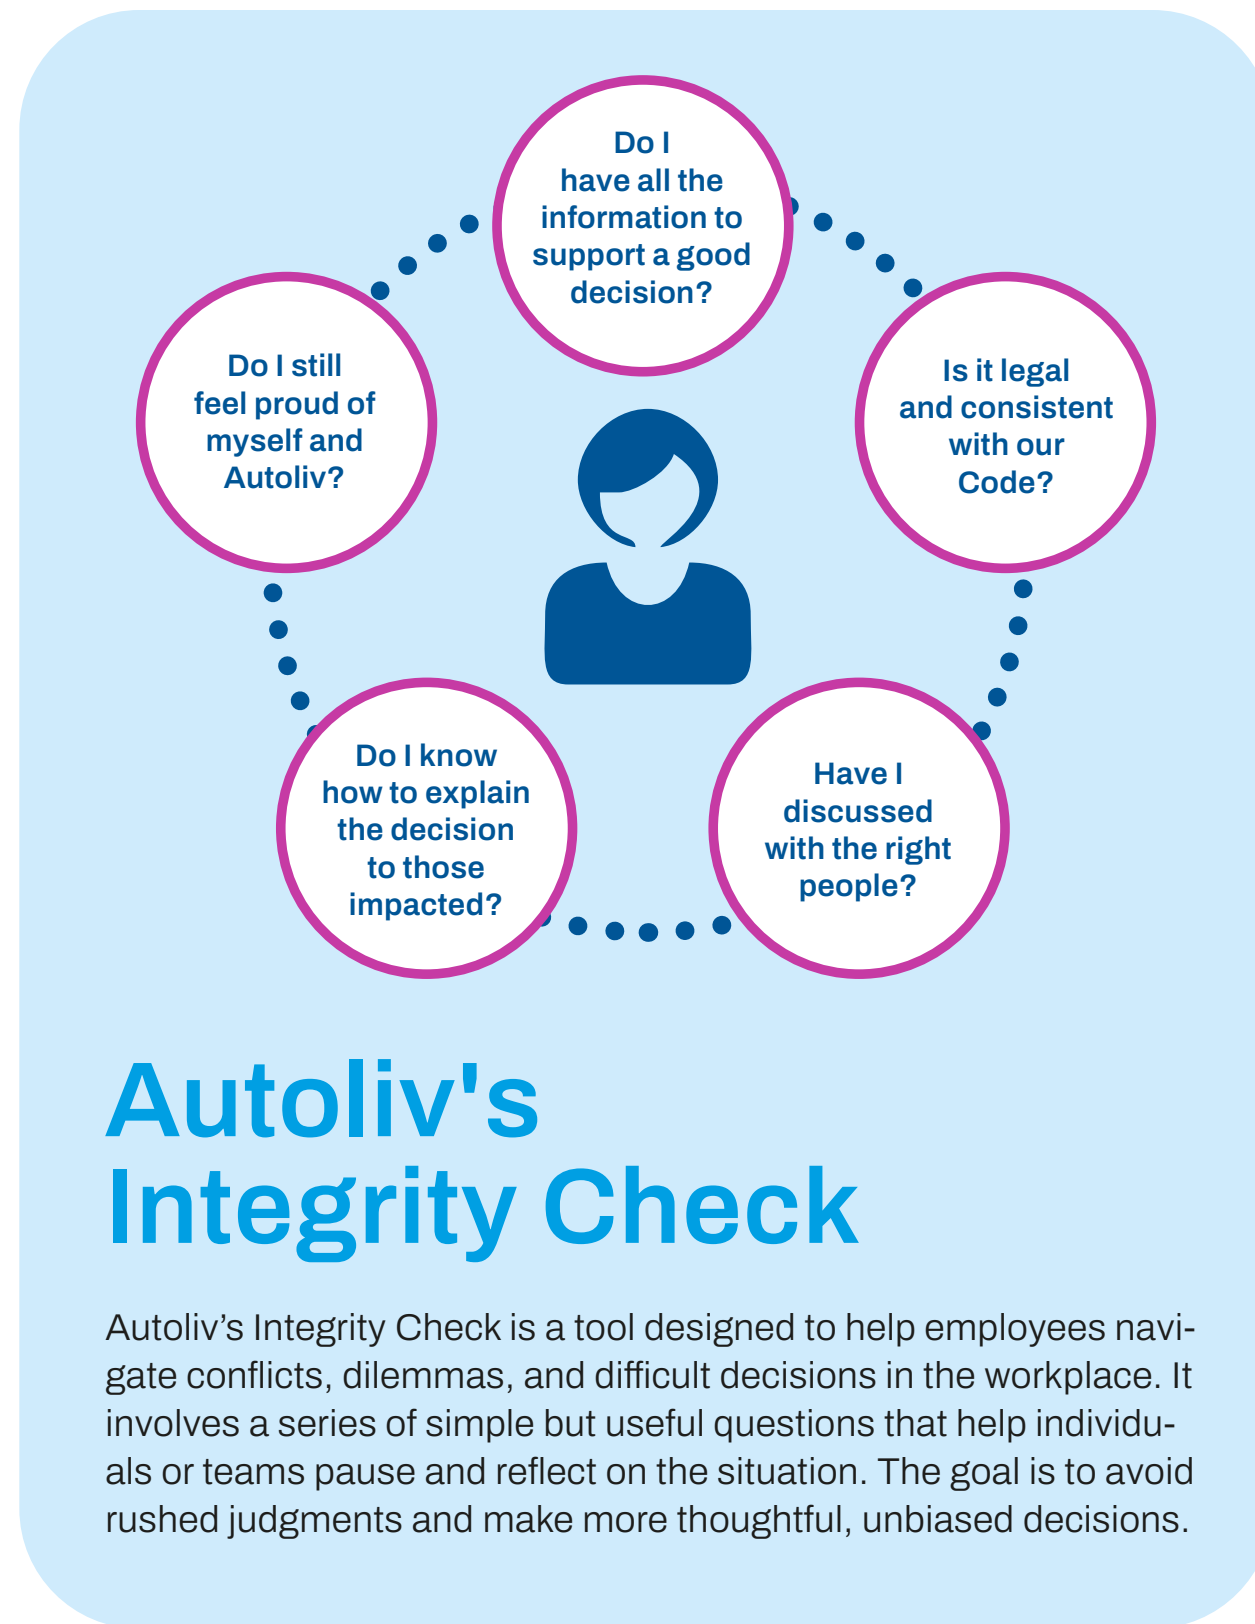 Do I
have all the
information to
support a good
decision?
Is it legal
and consistent
with our
Code?
Have I
discussed
with the right
people?
Do I know
how to explain
the decision
to those
impacted?
Do I still
feel proud of
myself and
Autoliv?
Autoliv's
Integrity Check
Autoliv’s Integrity Check is a tool designed to help employees navi-
gate conflicts, dilemmas, and difficult decisions in the workplace. It
involves a series of simple but useful questions that help individu-
als or teams pause and reflect on the situation. The goal is to avoid
rushed judgments and make more thoughtful, unbiased decisions.